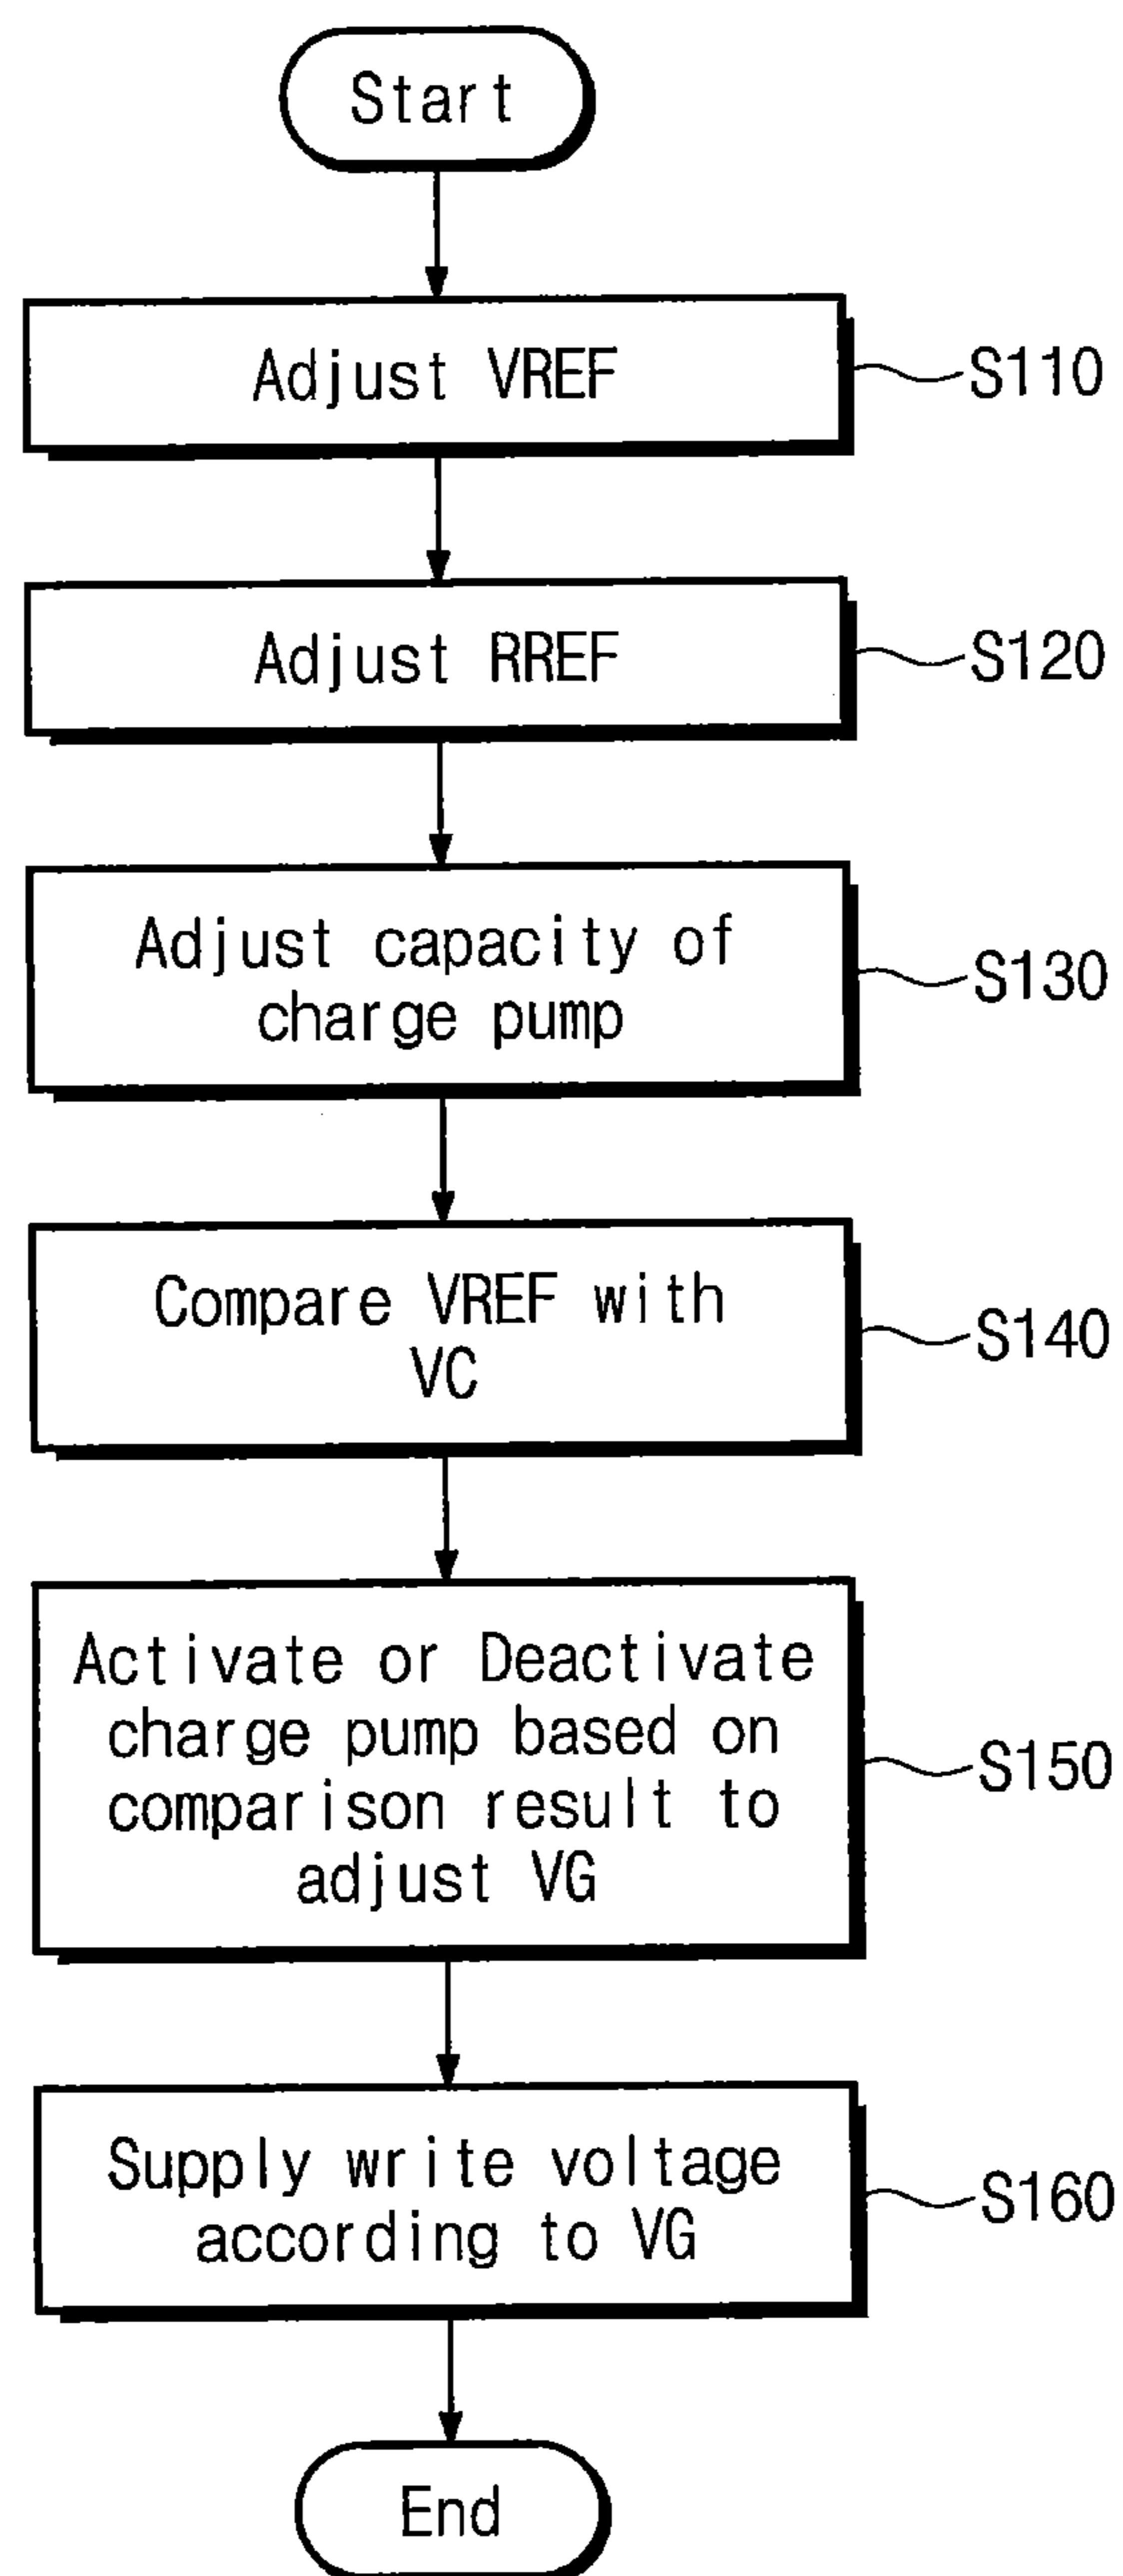 Start
Adjust VREF
S110
Adjust RREF
S120
Adjust capacity of
charge pump
S130
Compare VREF with
VC
S140
Activate or Deactivate
charge pump based on
comparison result to
adjust VG
S150
Supply write voltage
according to VG
S160
End